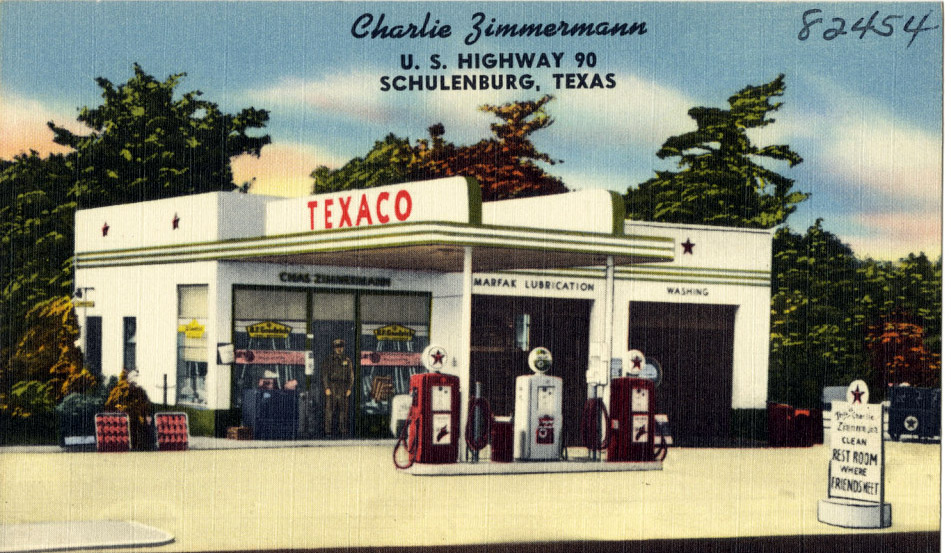 Charlie Zimmermann
82454
U. S. HIGHWAY 90
SCHULENBURG, TEXAS
TEXACO
CHAS ZIMMERMANN
MARFAK LUBRICATION
WASHING
Zimmerman
CLEAN
REST ROOM
WHERE
FRIENDS MEET